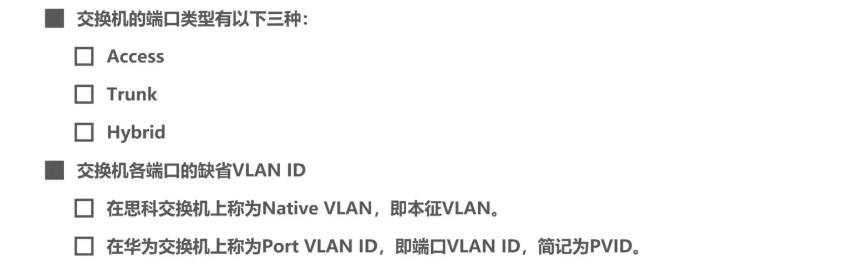 交换机的端口类型有以下三种：
Access
Trunk
Hybrid
交换机各端口的缺省VLAN ID
在思科交换机上称为Native VLAN，即本征VLAN。
在华为交换机上称为Port VLAN ID，即端口VLAN ID，简记为PVID。